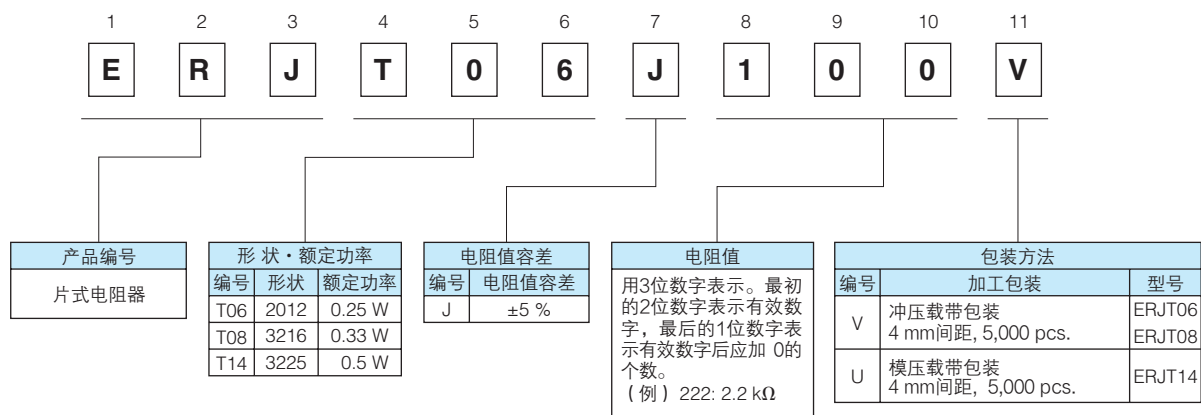 1 2 3 4 5 6 7 8 9 10 11
E R J T 0 6 J 1 0 0 V
产品编号
片式电阻器
形 状・额定功率
编号 形状 额定功率
T06 2012 0.25 W
T08 3216 0.33 W
T14 3225 0.5 W
电阻值容差
编号 电阻值容差
J ±5 %
电阻值
用3位数字表示。最初
的2位数字表示有效数
字，最后的1位数字表
示有效数字后应加 0的
个数。
（例）222: 2.2 kΩ
包装方法
编号 加工包装 型号
V 冲压载带包装 ERJT06
4 mm间距, 5,000 pcs. ERJT08
U 模压载带包装 ERJT14
4 mm间距, 5,000 pcs.